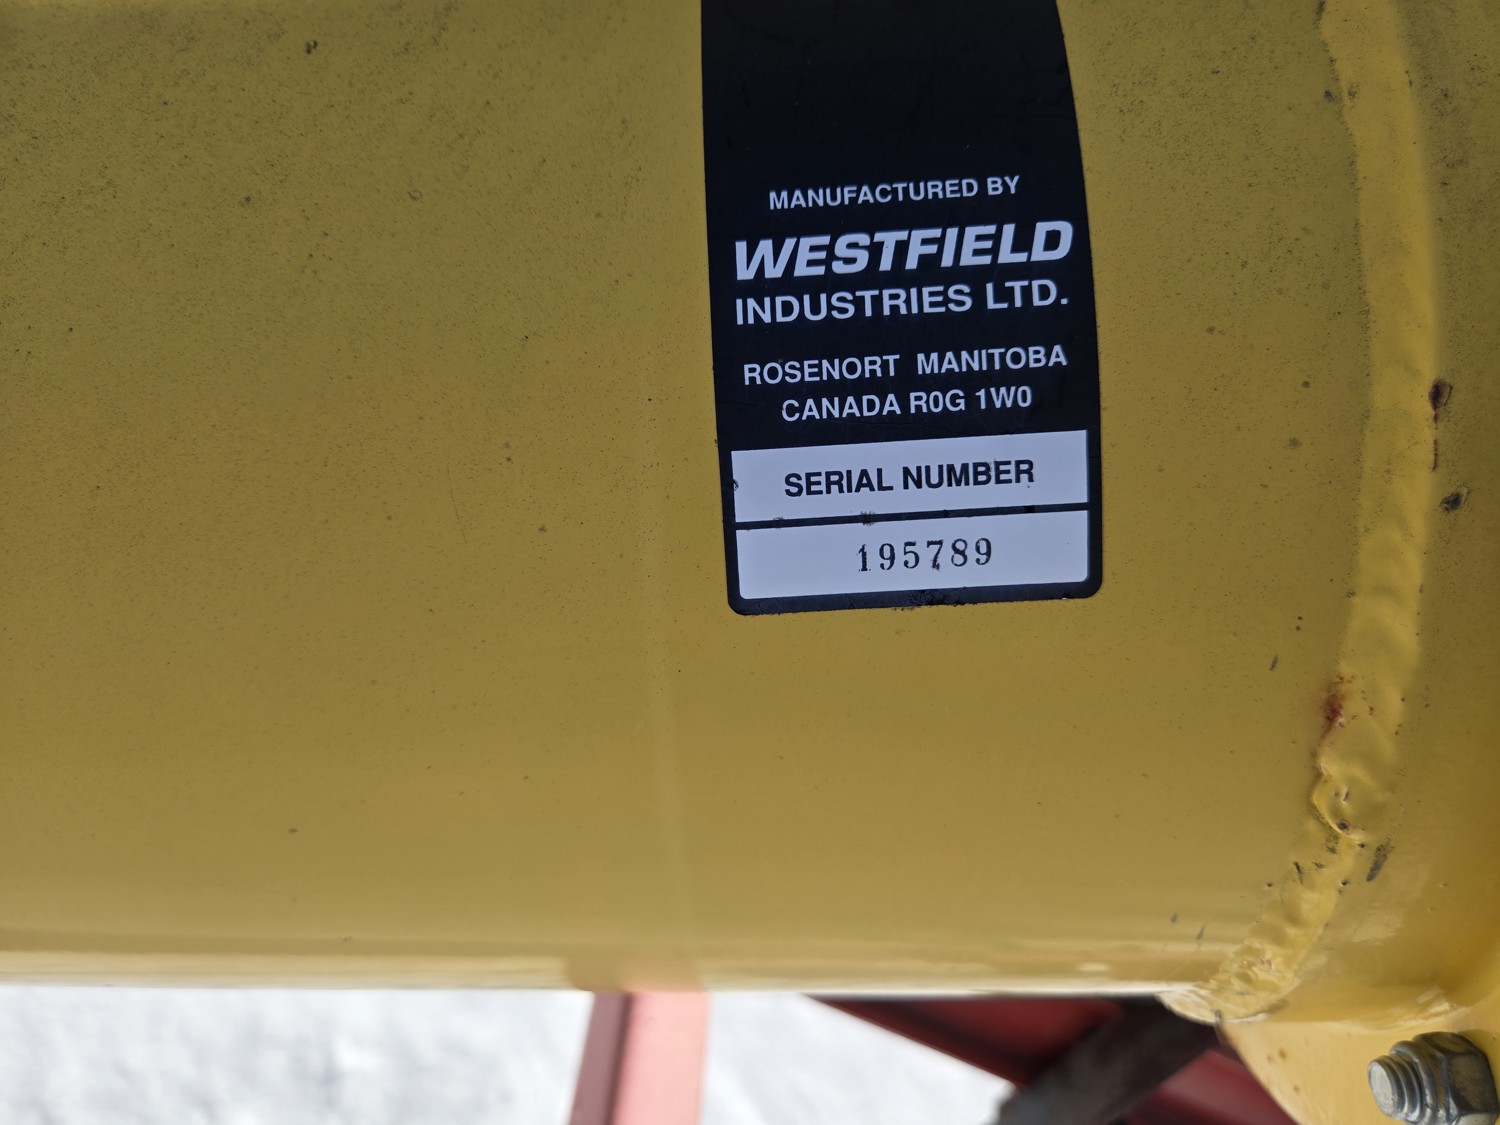 MANUFACTURED BY
WESTFIELD
INDUSTRIES LTD.
ROSENORT MANITOBA
CANADA R0G 1W0
SERIAL NUMBER
195789